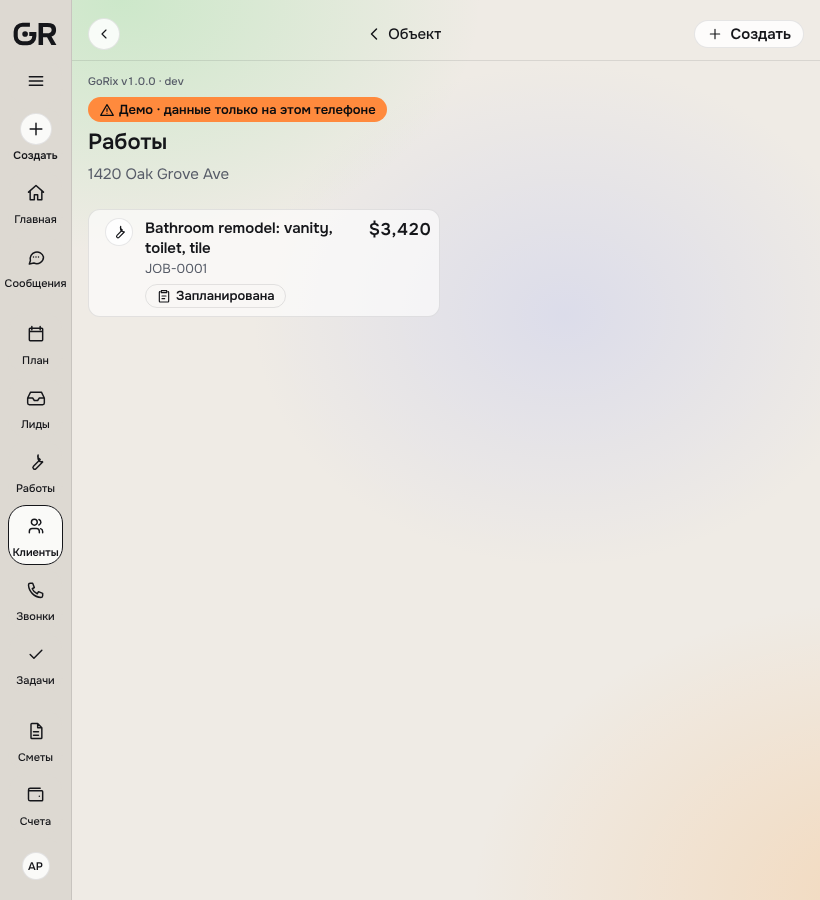 GR
Создать
Главная
Сообщения
План
Лиды
Работы
Клиенты
Звонки
Задачи
Сметы
Счета
AP
Объект
Создать
GoRix v1.0.0 · dev
Демо · данные только на этом телефоне
Работы
1420 Oak Grove Ave
Bathroom remodel: vanity,
toilet, tile
$3,420
JOB-0001
Запланирована